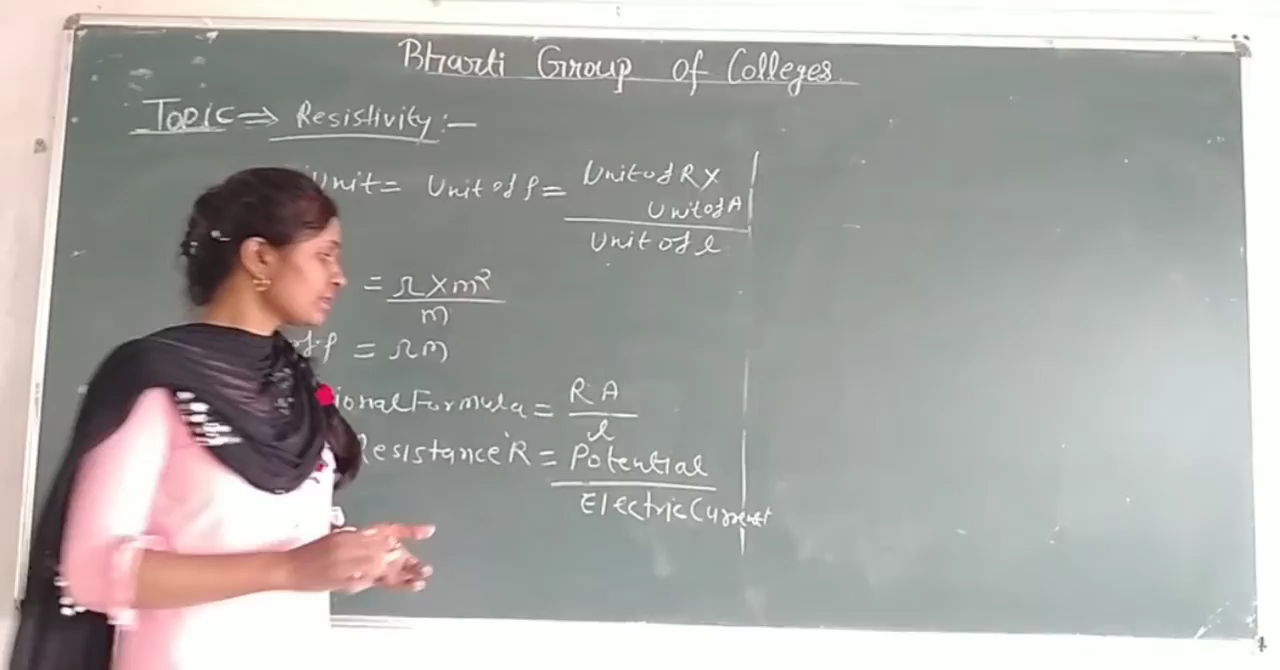 Bharti Group of Colleges
Topic ⇒ Resistivity :-
Unit = Unit of ρ = Unit of R X
Unit of A
Unit of l
= Ω X m²
m
of ρ = Ω m
ional Formula = R A
l
Resistance R = Potential
Electric Current